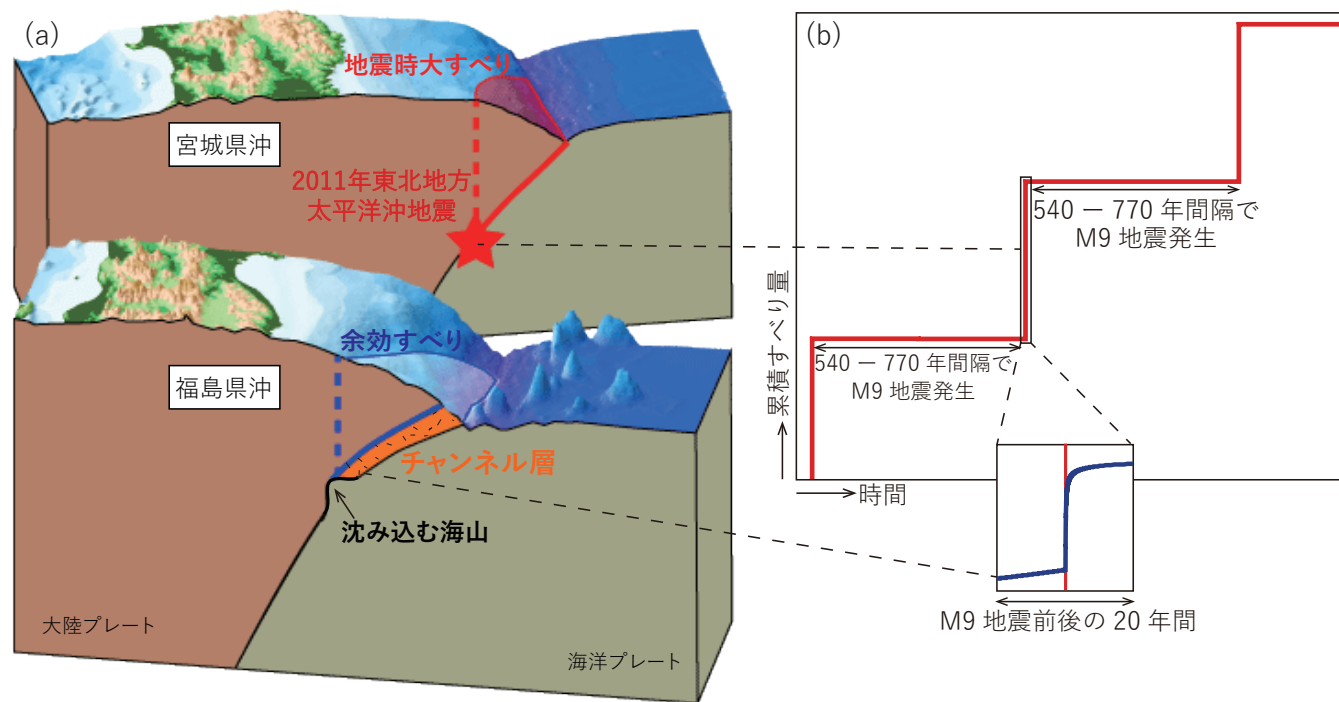 (a)
地震時大すべり
宮城県沖
2011年東北地方
太平洋沖地震
余効すべり
福島県沖
チャンネル層
沈み込む海山
大陸プレート
海洋プレート
(b)
540 ー 770 年間隔で
M9 地震発生
540 ー 770 年間隔で
M9 地震発生
累積すべり量
時間
M9 地震前後の 20 年間